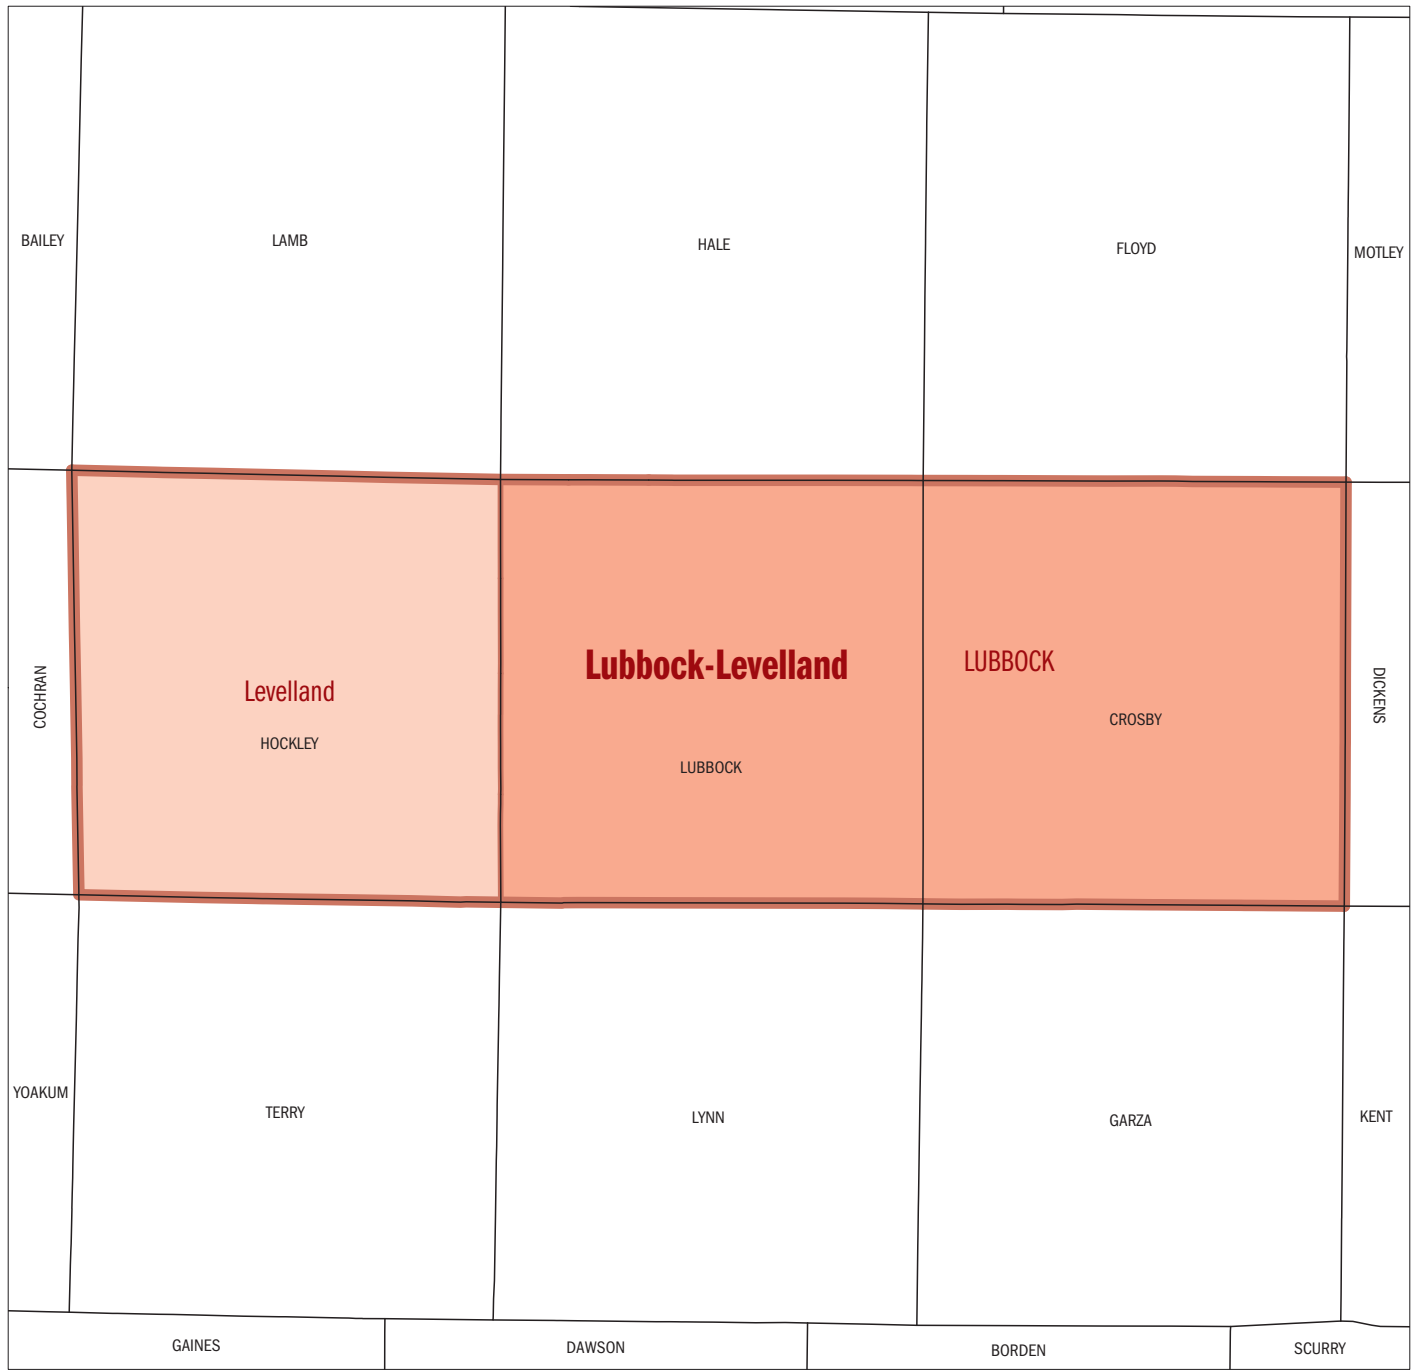 BAILEY
LAMB
HALE
FLOYD
MOTLEY
COCHRAN
Levelland
HOCKLEY
Lubbock-Levelland
LUBBOCK
LUBBOCK
CROSBY
DICKENS
YOAKUM
TERRY
LYNN
GARZA
KENT
GAINES
DAWSON
BORDEN
SCURRY